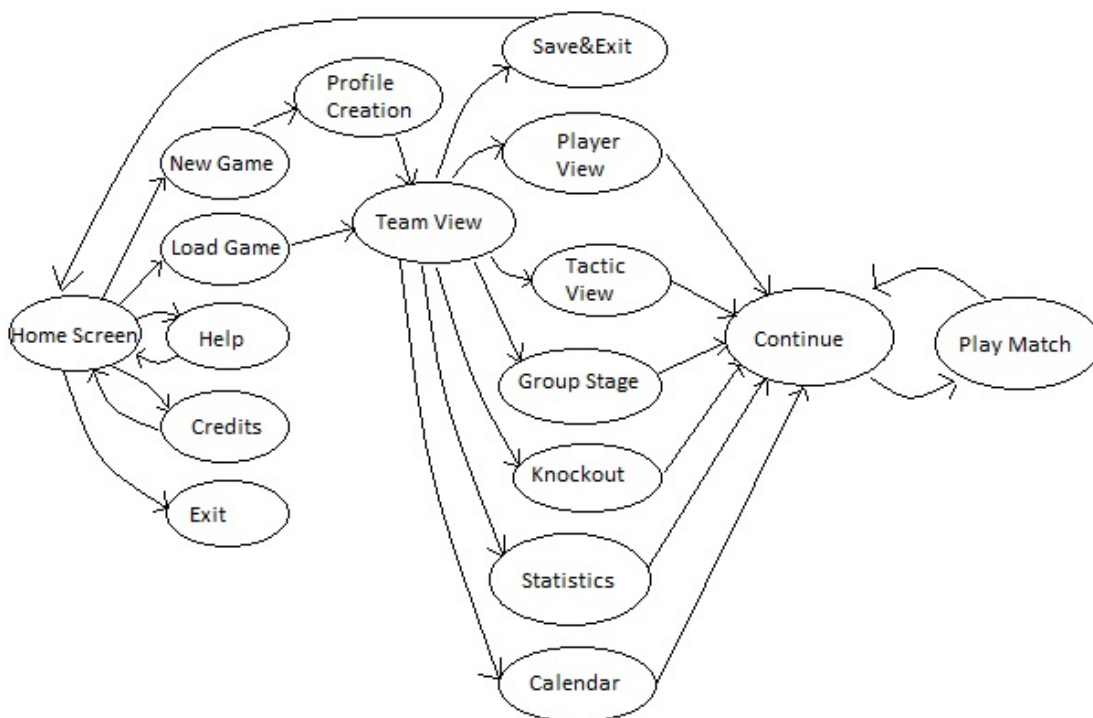 Save&Exit
Profile
Creation
Player
View
New Game
Team View
Load Game
Tactic
View
Home Screen
Help
Continue
Play Match
Group Stage
Credits
Knockout
Exit
Statistics
Calendar